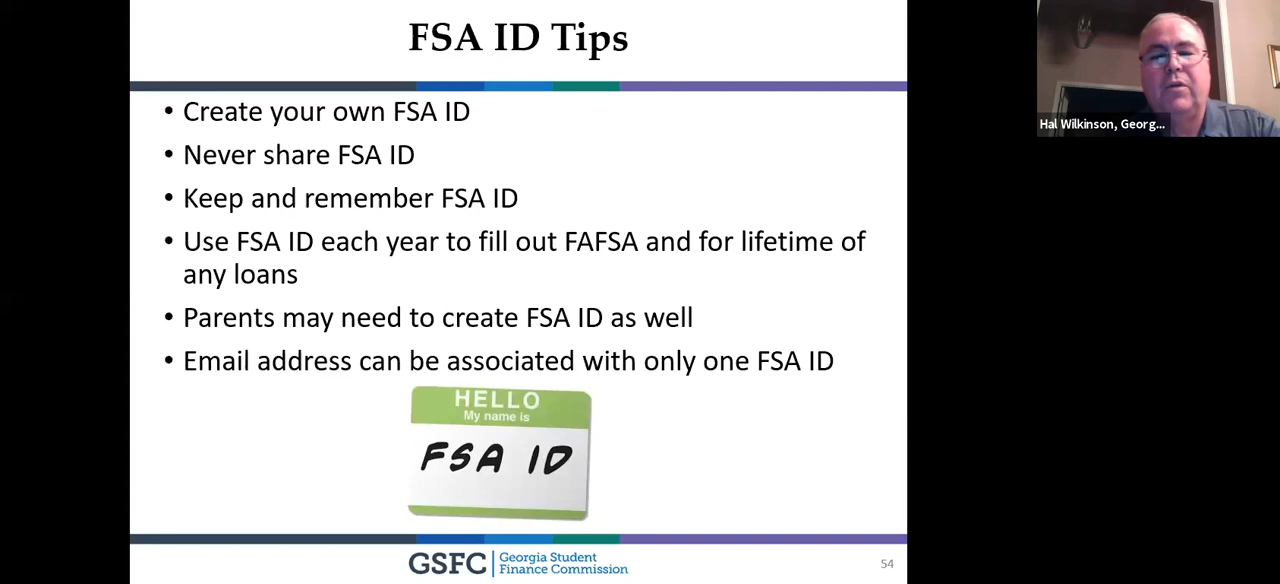 FSA ID Tips
• Create your own FSA ID
• Never share FSA ID
• Keep and remember FSA ID
• Use FSA ID each year to fill out FAFSA and for lifetime of
any loans
• Parents may need to create FSA ID as well
• Email address can be associated with only one FSA ID
HELLO
My name is
FSA ID
GSFC
Georgia Student
Finance Commission
54
Hal Wilkinson, Georg...